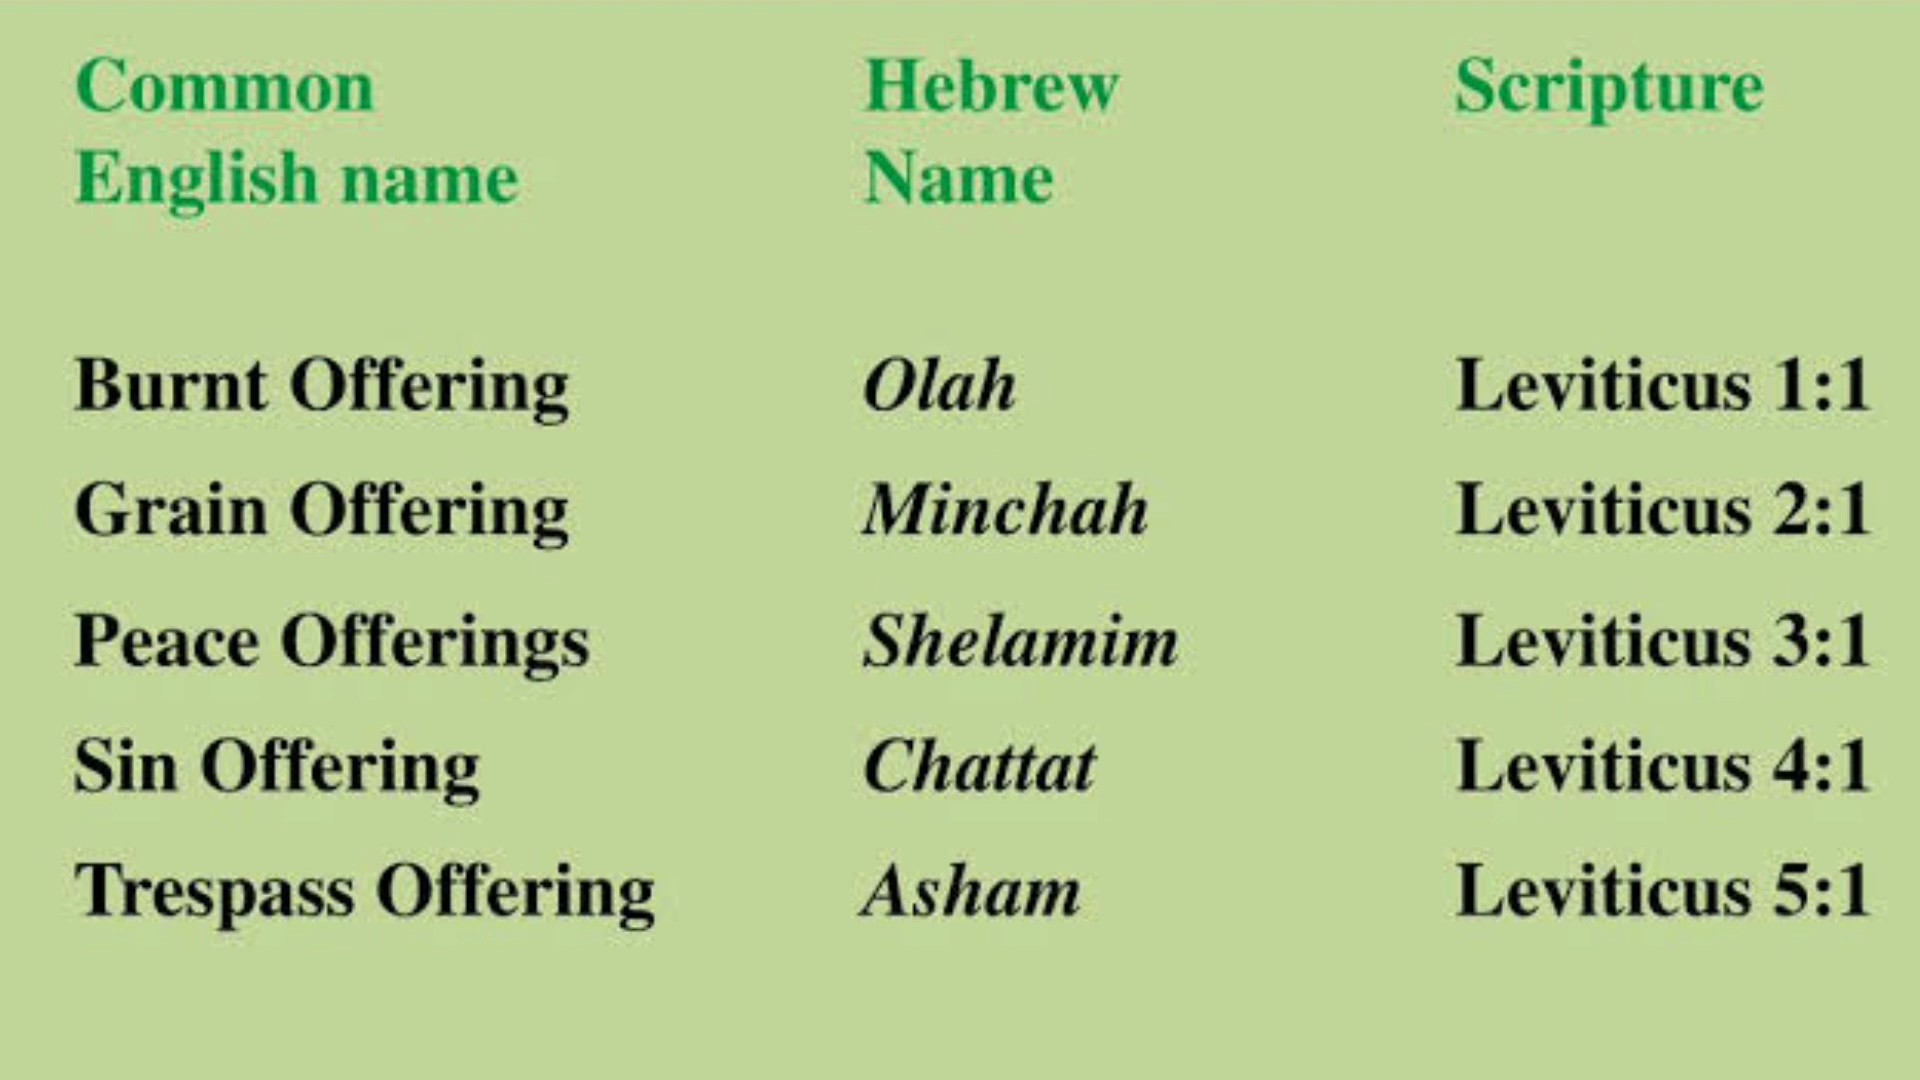 Common Hebrew Scripture
English name Name
Burnt Offering Olah Leviticus 1:1
Grain Offering Minchah Leviticus 2:1
Peace Offerings Shelamim Leviticus 3:1
Sin Offering Chattat Leviticus 4:1
Trespass Offering Asham Leviticus 5:1